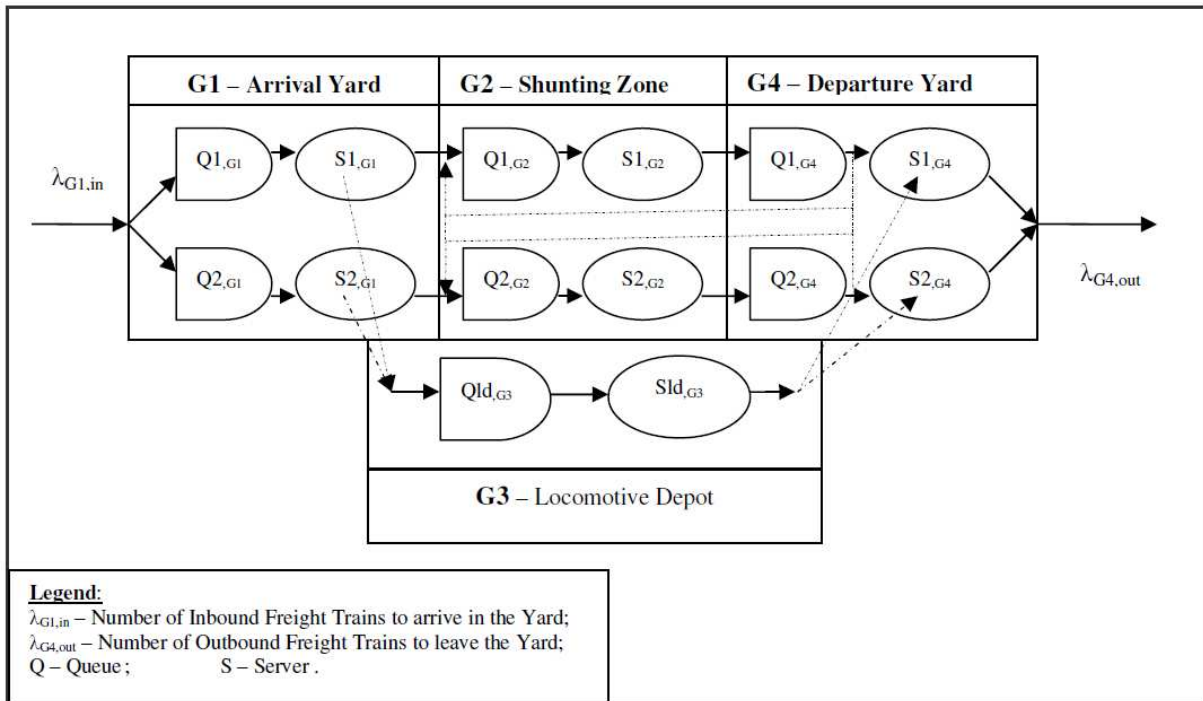 G1 – Arrival Yard
G2 – Shunting Zone
G4 – Departure Yard
λG1,in
Q1,G1
S1,G1
Q1,G2
S1,G2
Q1,G4
S1,G4
Q2,G1
S2,G1
Q2,G2
S2,G2
Q2,G4
S2,G4
λG4,out
Qld,G3
Sld,G3
G3 – Locomotive Depot
Legend:
λG1,in – Number of Inbound Freight Trains to arrive in the Yard;
λG4,out – Number of Outbound Freight Trains to leave the Yard;
Q – Queue; S – Server .